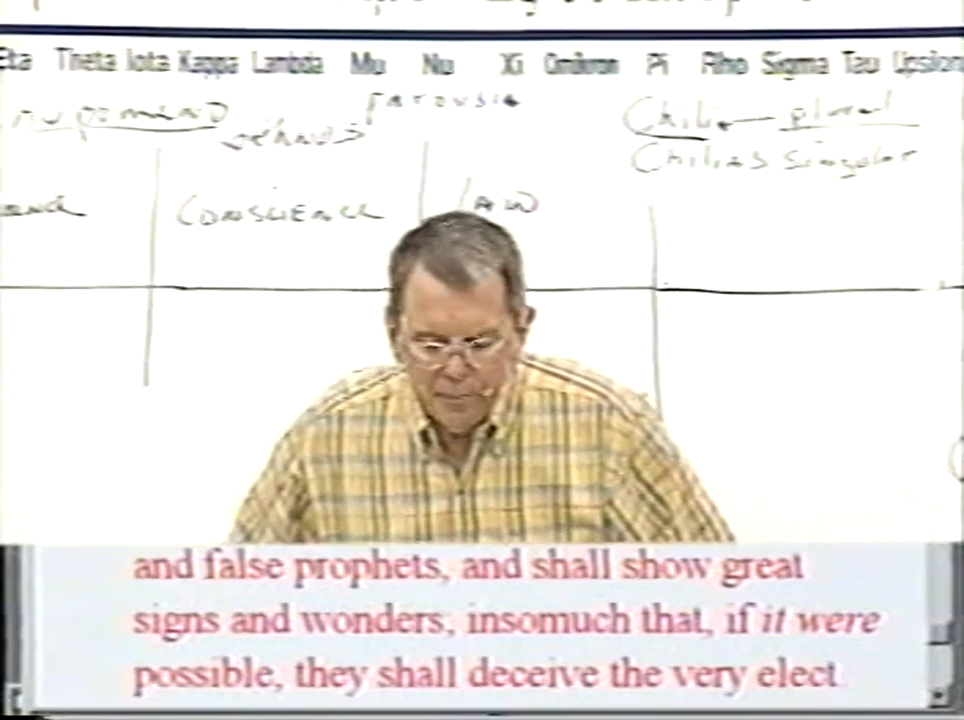 Eta Theta Iota Kappa Lambda Mu Nu Xi Omikron Pi Rho Sigma Tau Upsilon
Parousia
Chilia plural
Chilias singular
CONSCIENCE LAW
and false prophets, and shall show great
signs and wonders, insomuch that, if it were
possible, they shall deceive the very elect